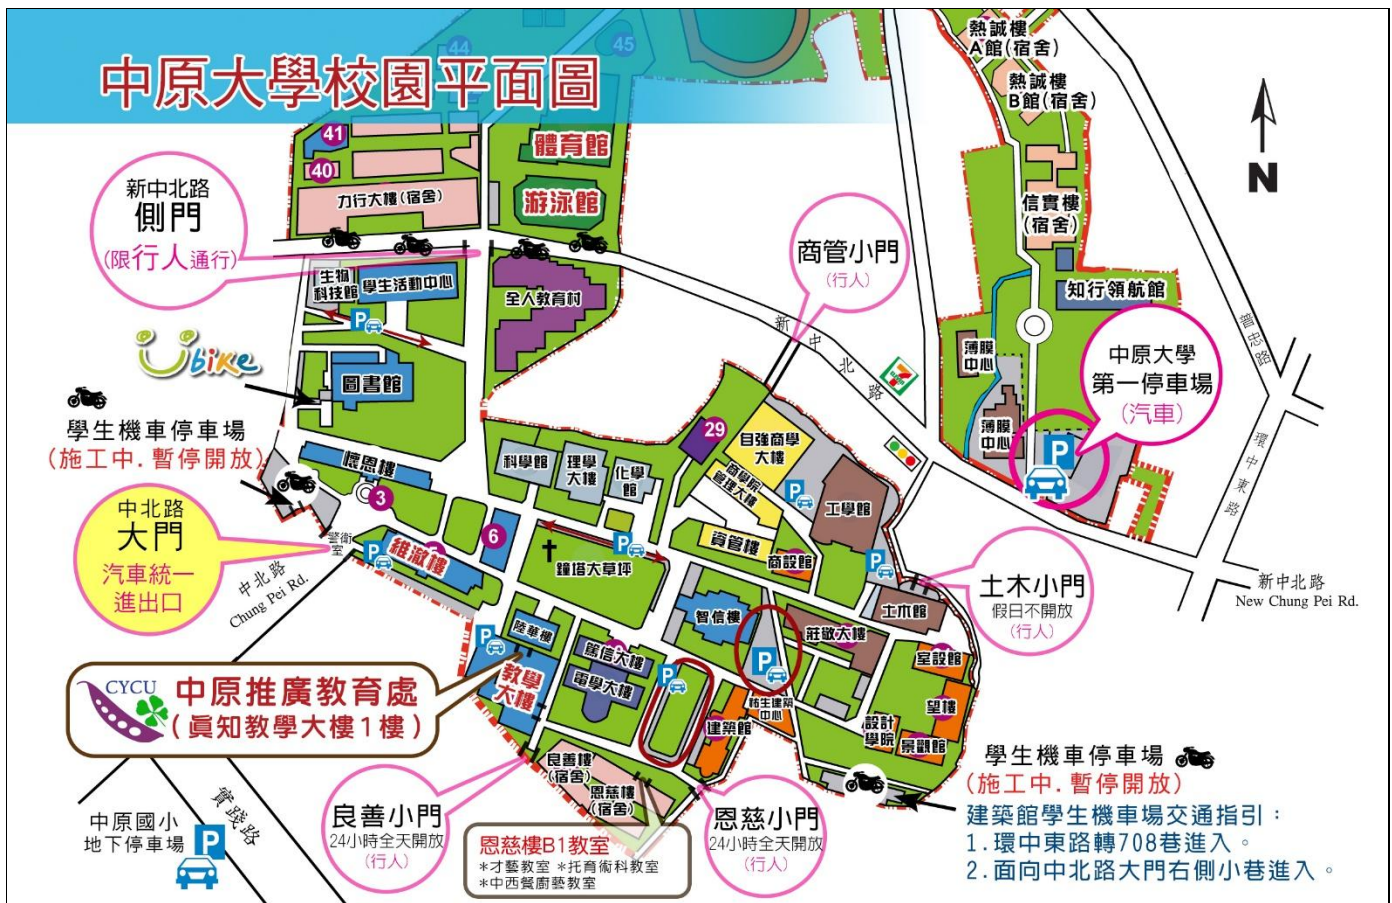 中原大學校園平面圖
44
45
41
40
體育館
游泳館
力行大樓(宿舍)
熱誠樓
A館(宿舍)
熱誠樓
B館(宿舍)
信實樓
(宿舍)
N
新中北路
側門
(限行人通行)
商管小門
(行人)
生物
科技館
學生活動中心
全人教育村
知行領航館
P
新中北路
普忠路
薄膜
中心
中原大學
第一停車場
(汽車)
Ubike
圖書館
7
ELEVEN
薄膜
中心
P
環中東路
學生機車停車場
(施工中.暫停開放)
29
自強商學
大樓
懷恩樓
科學館
理學
大樓
化學
館
商學院
管理大樓
P
工學館
3
中北路
大門
汽車統一
進出口
警衛室
6
維澈樓
P
鐘塔大草坪
P
資管樓
商設館
P
中北路
Chung Pei Rd.
土木小門
假日不開放
(行人)
新中北路
New Chung Pei Rd.
智信樓
土木館
陸華樓
P
篤信大樓
莊敬大樓
室設館
教學
大樓
電學大樓
P
P
望樓
CYCU
中原推廣教育處
(真知教學大樓1樓)
建築館
坊生建築
中心
設計
學院
景觀館
良善樓
(宿舍)
恩慈樓
(宿舍)
學生機車停車場
(施工中.暫停開放)
實踐路
中原國小
地下停車場
P
良善小門
24小時全天開放
(行人)
恩慈小門
24小時全天開放
(行人)
恩慈樓B1教室
*才藝教室 *托育術科教室
*中西餐廚藝教室
建築館學生機車場交通指引：
1.環中東路轉708巷進入。
2.面向中北路大門右側小巷進入。